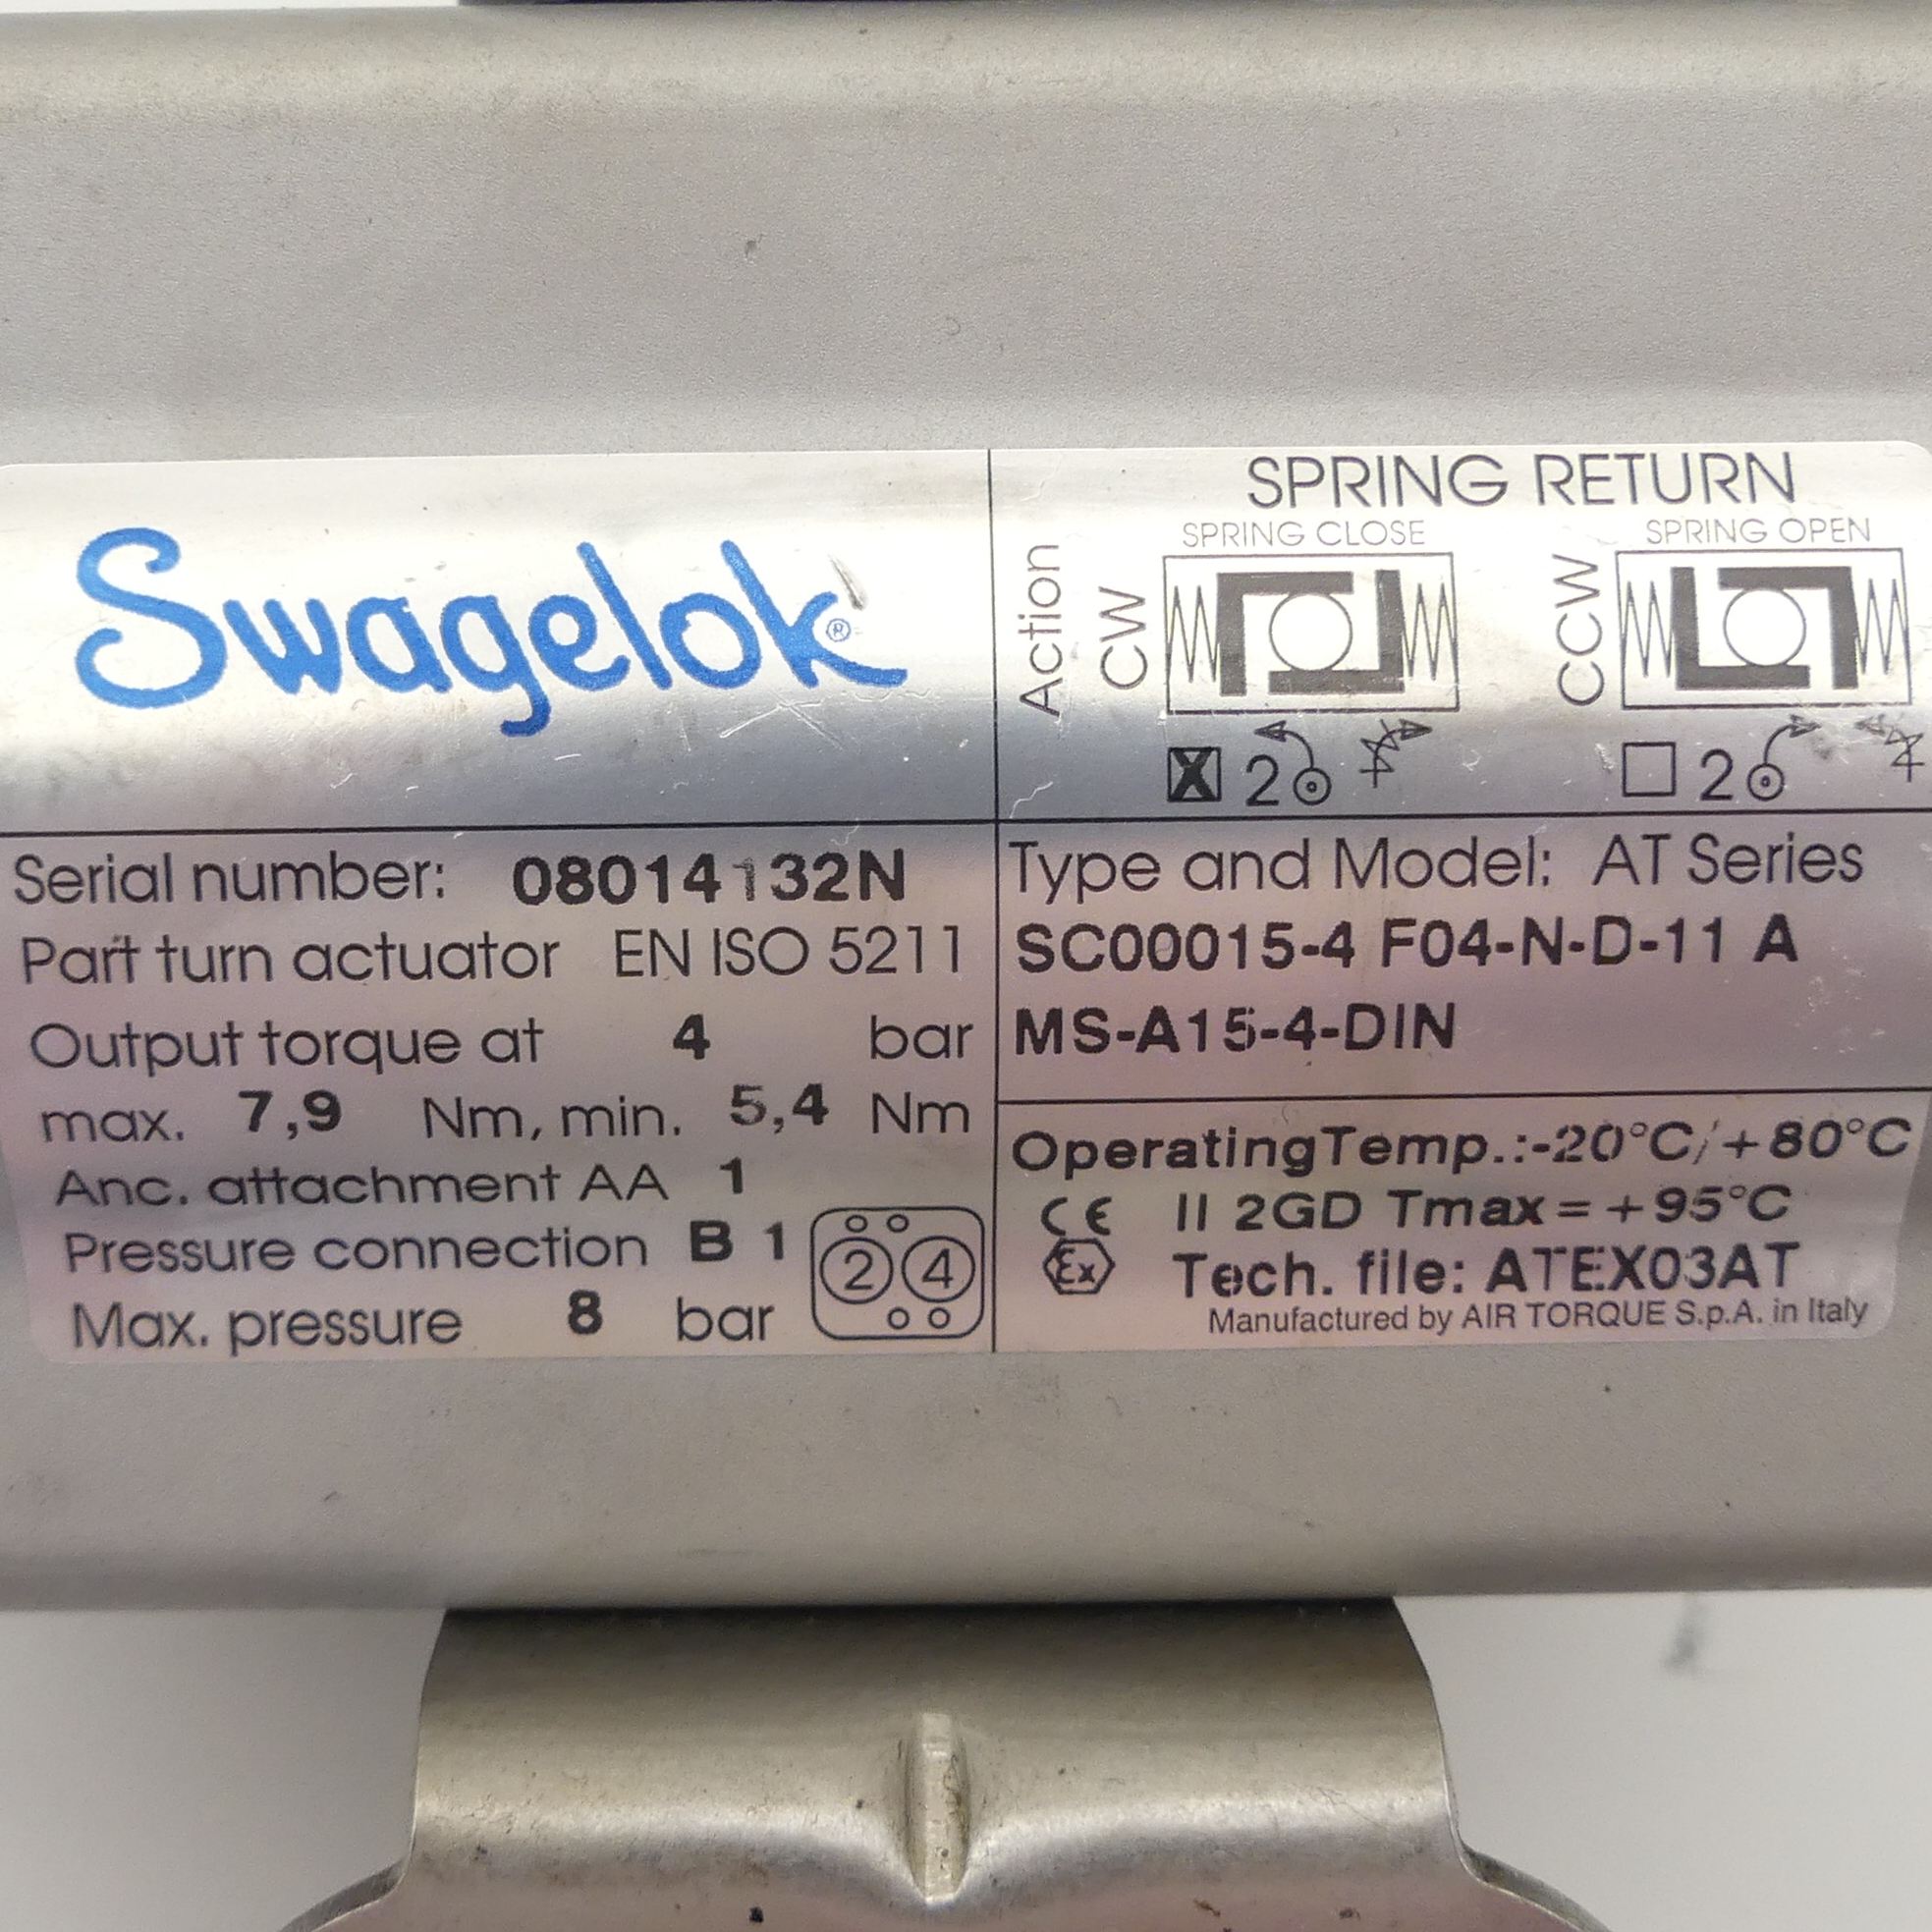 Swagelok®
SPRING RETURN
Action
CW
SPRING CLOSE
CCW
SPRING OPEN
X 2
2
Serial number: 08014132N
Part turn actuator EN ISO 5211
Output torque at 4 bar
max. 7,9 Nm, min. 5,4 Nm
Anc. attachment AA 1
Pressure connection B 1
2 4
Max. pressure 8 bar
Type and Model: AT Series
SC00015-4 F04-N-D-11 A
MS-A15-4-DIN
Operating Temp.:-20°C/+80°C
CE II 2GD Tmax=+95°C
Ex Tech. file: ATEX03AT
Manufactured by AIR TORQUE S.p.A. in Italy